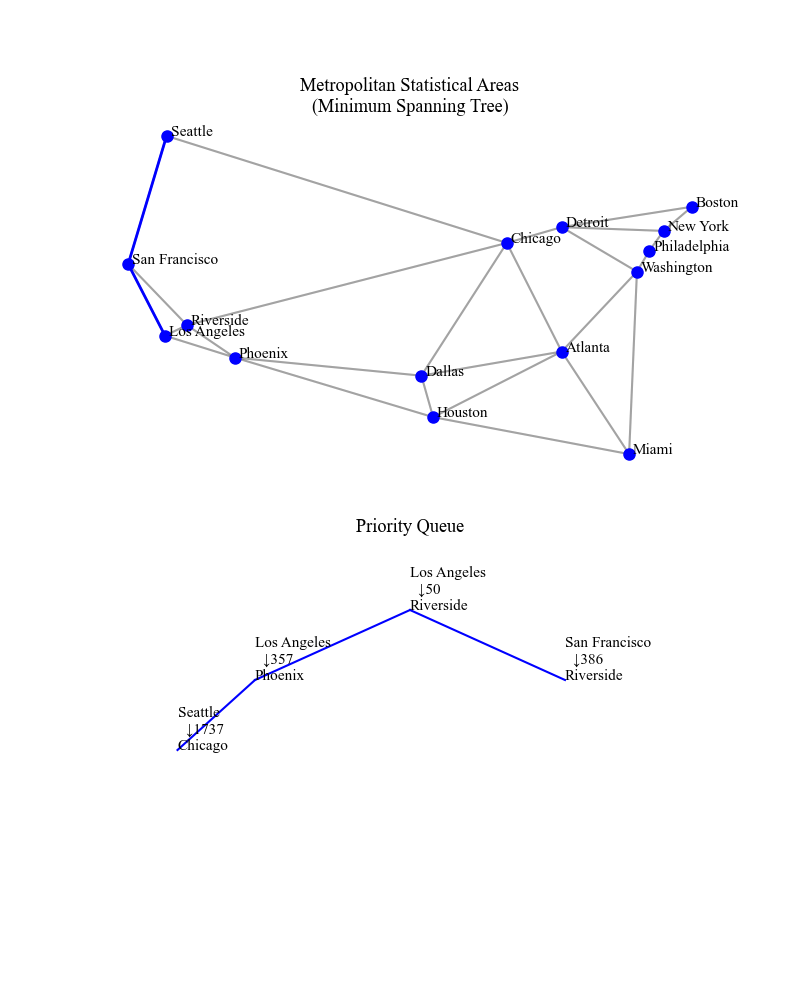 Metropolitan Statistical Areas
(Minimum Spanning Tree)
Seattle
Boston
Detroit
New York
Chicago
Philadelphia
San Francisco
Washington
Riverside
Los Angeles
Atlanta
Phoenix
Dallas
Houston
Miami
Priority Queue
Los Angeles
↓50
Riverside
Los Angeles
↓357
Phoenix
San Francisco
↓386
Riverside
Seattle
↓1737
Chicago